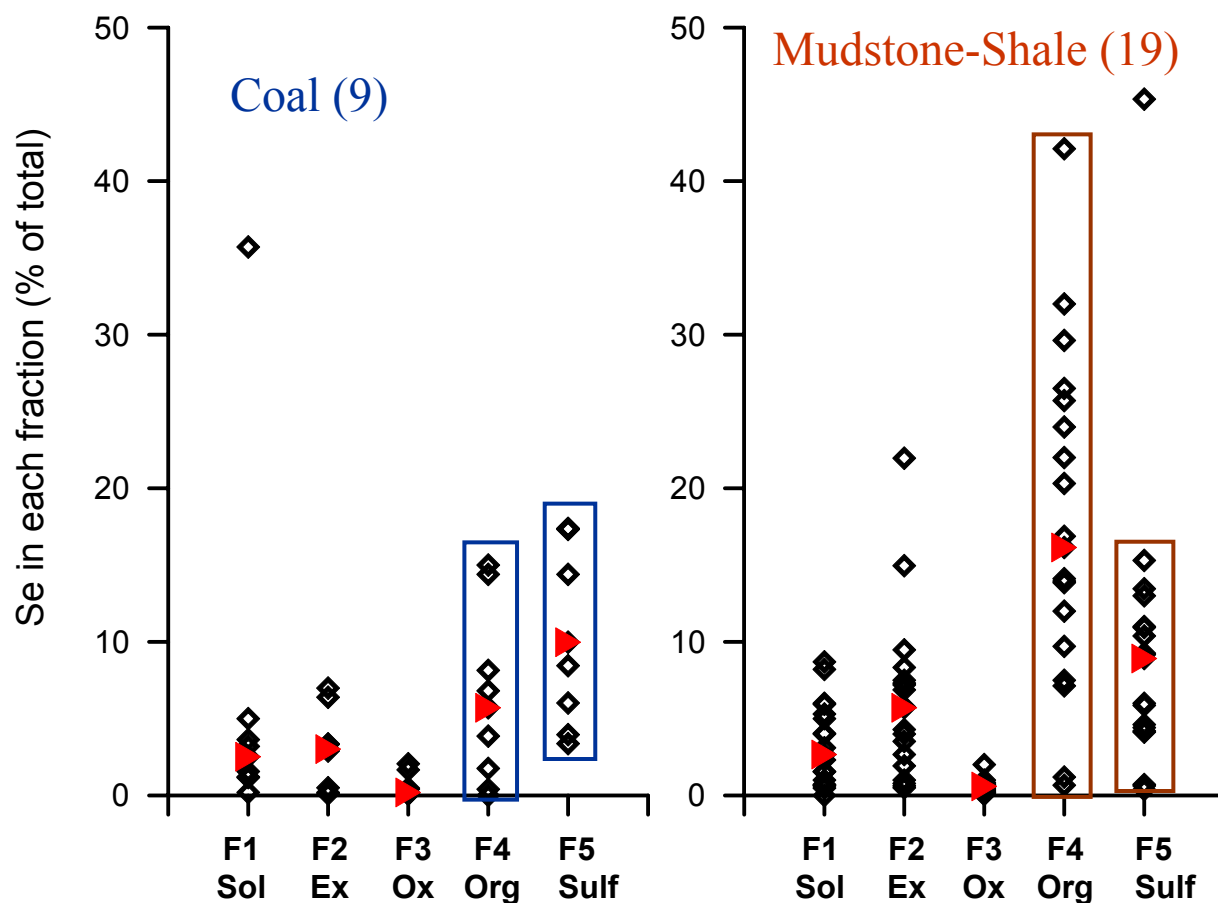 Se in each fraction (% of total)
Coal (9)
50
40
30
20
10
0
F1 F2 F3 F4 F5
Sol Ex Ox Org Sulf
Mudstone-Shale (19)
50
40
30
20
10
0
F1 F2 F3 F4 F5
Sol Ex Ox Org Sulf